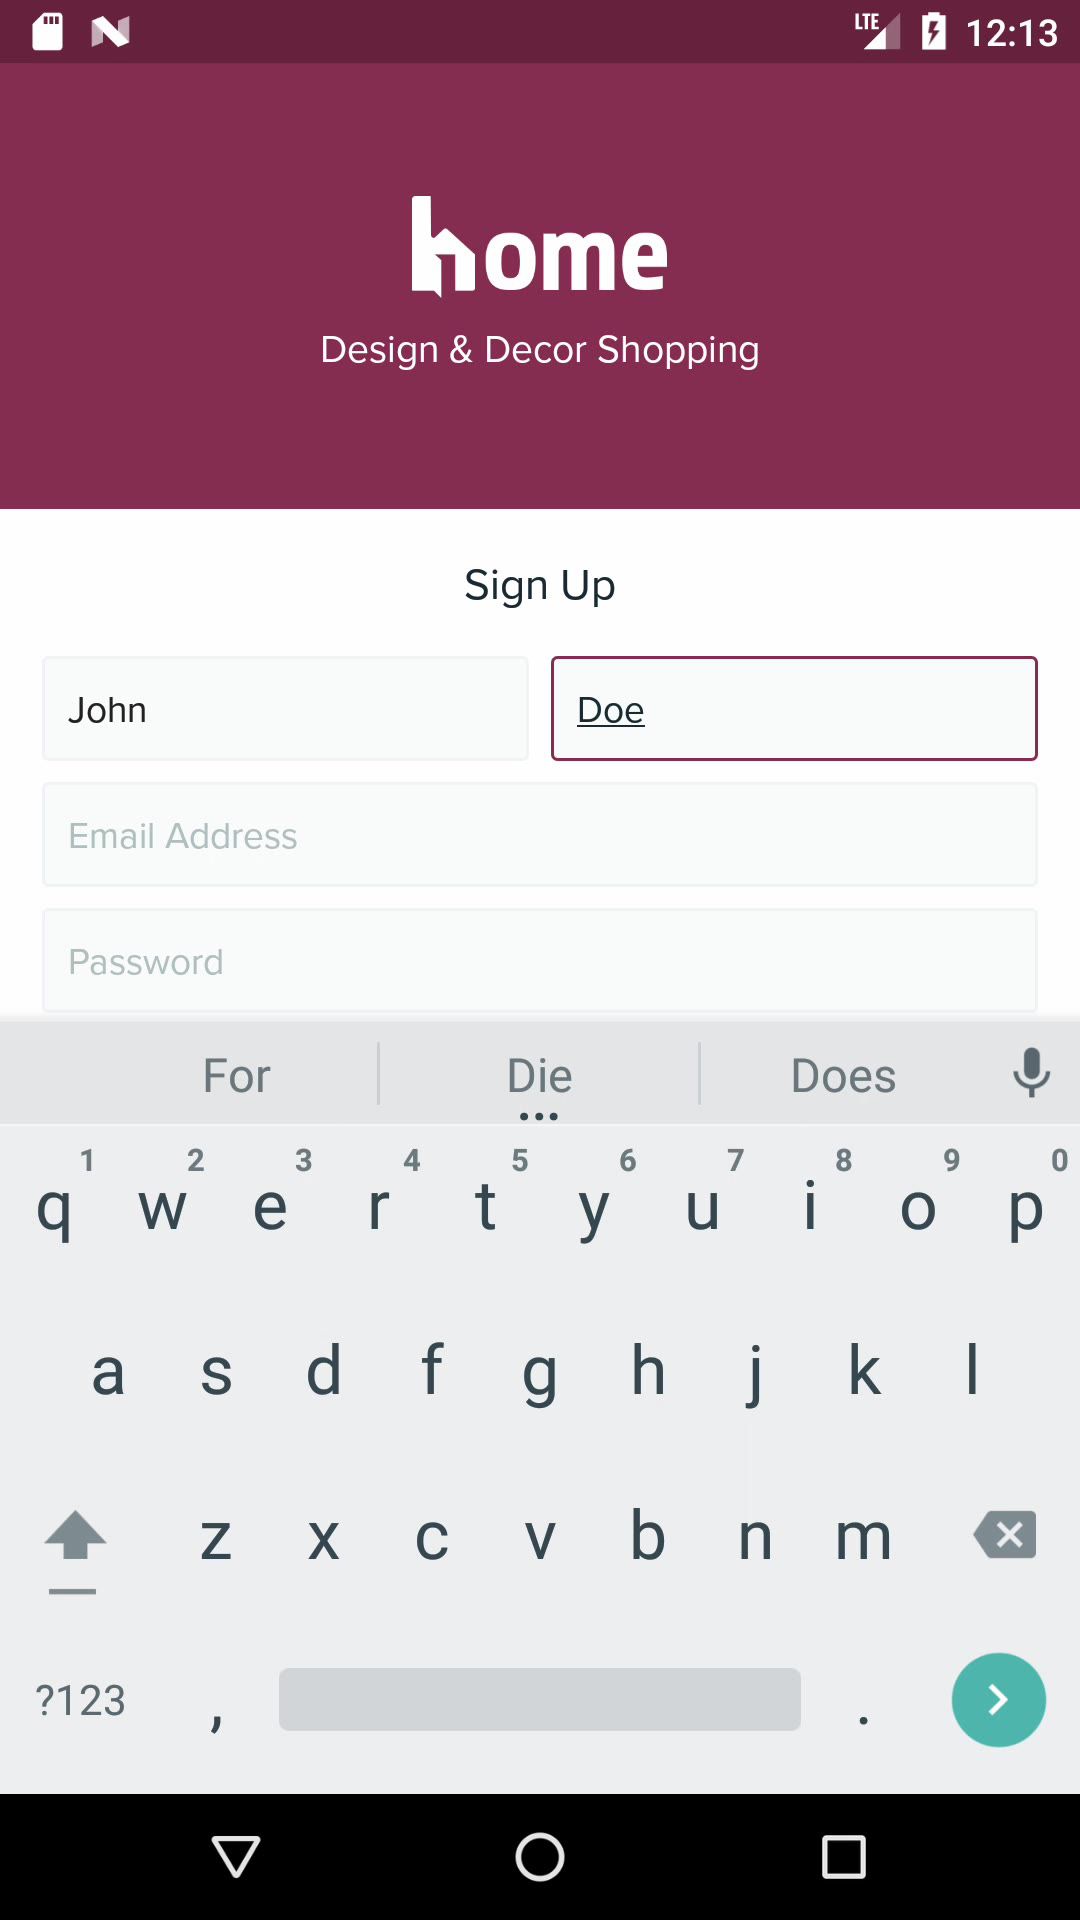 LTE 12:13
home
Design & Decor Shopping
Sign Up
John Doe
Email Address
Password
For Die Does
1 2 3 4 5 6 7 8 9 0
q w e r t y u i o p
a s d f g h j k l
z x c v b n m
?123 , .